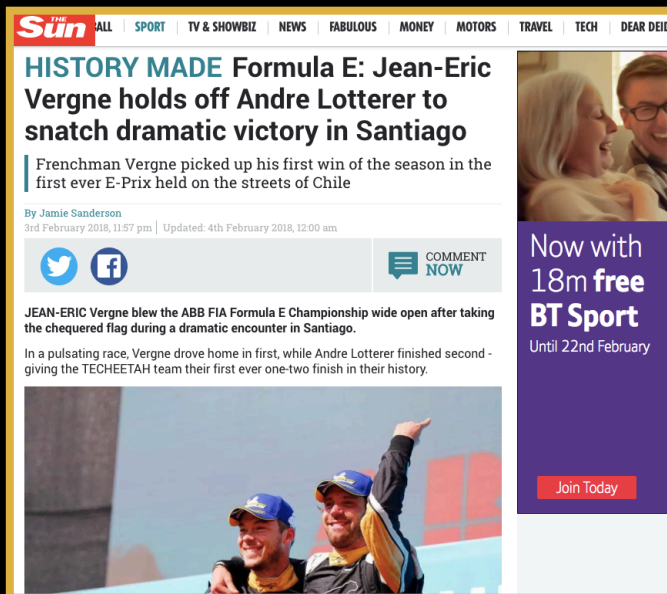 THE
Sun
ALL
SPORT
TV & SHOWBIZ
NEWS
FABULOUS
MONEY
MOTORS
TRAVEL
TECH
DEAR DEID
HISTORY MADE Formula E: Jean-Eric
Vergne holds off Andre Lotterer to
snatch dramatic victory in Santiago
Frenchman Vergne picked up his first win of the season in the
first ever E-Prix held on the streets of Chile
By Jamie Sanderson
3rd February 2018, 11:57 pm | Updated: 4th February 2018, 12:00 am
COMMENT
NOW
JEAN-ERIC Vergne blew the ABB FIA Formula E Championship wide open after taking
the chequered flag during a dramatic encounter in Santiago.
In a pulsating race, Vergne drove home in first, while Andre Lotterer finished second -
giving the TECHEETAH team their first ever one-two finish in their history.
Now with
18m free
BT Sport
Until 22nd February
Join Today